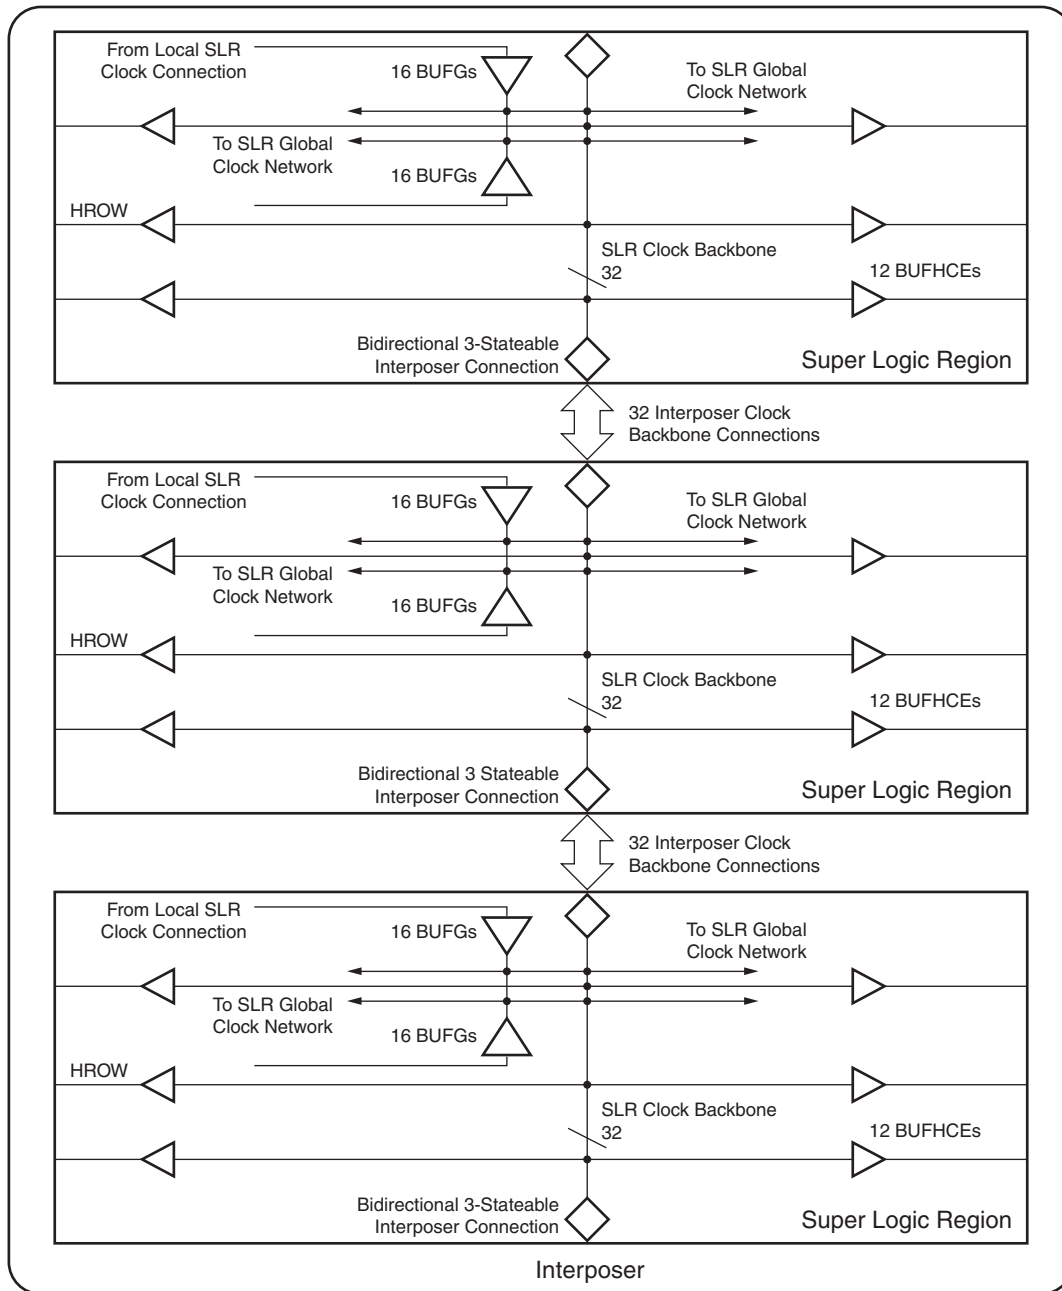 From Local SLR
Clock Connection
16 BUFGs
To SLR Global
Clock Network
To SLR Global
Clock Network
16 BUFGs
HROW
SLR Clock Backbone
32
12 BUFHCEs
Bidirectional 3-Stateable
Interposer Connection
Super Logic Region
32 Interposer Clock
Backbone Connections
From Local SLR
Clock Connection
16 BUFGs
To SLR Global
Clock Network
To SLR Global
Clock Network
16 BUFGs
HROW
SLR Clock Backbone
32
12 BUFHCEs
Bidirectional 3 Stateable
Interposer Connection
Super Logic Region
32 Interposer Clock
Backbone Connections
From Local SLR
Clock Connection
16 BUFGs
To SLR Global
Clock Network
To SLR Global
Clock Network
16 BUFGs
HROW
SLR Clock Backbone
32
12 BUFHCEs
Bidirectional 3-Stateable
Interposer Connection
Super Logic Region
Interposer